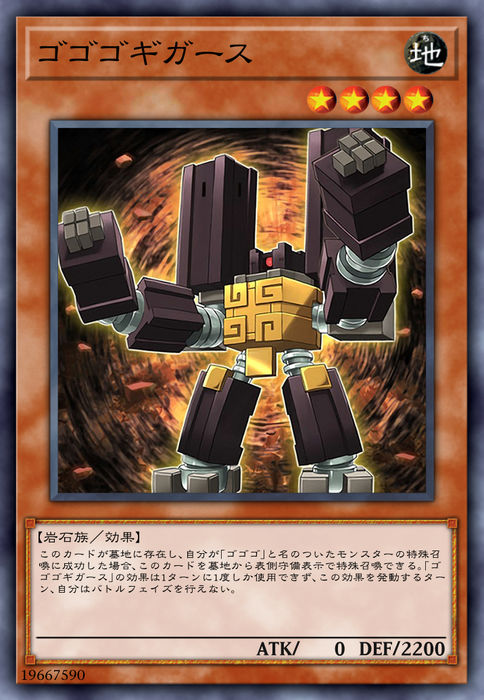 ゴゴゴギガース
ち
地
【岩石族／効果】
このカードが墓地に存在し、自分が「ゴゴゴ」と名のついたモンスターの特殊召
喚に成功した場合、このカードを墓地から表側守備表示で特殊召喚できる。「ゴ
ゴゴギガース」の効果は1ターンに1度しか使用できず、この効果を発動するター
ン、自分はバトルフェイズを行えない。
ATK/ 0 DEF/2200
19667590